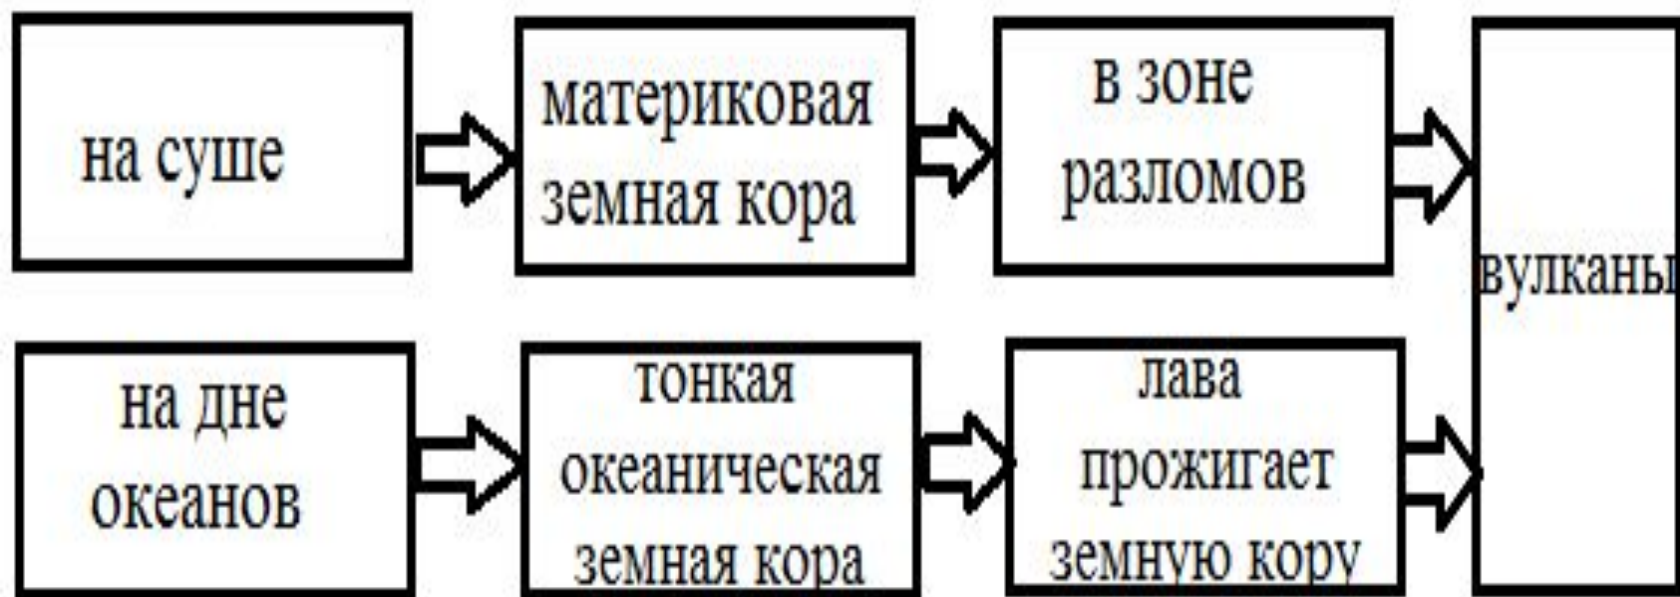 на суше
материковая
земная кора
в зоне
разломов
вулканы
на дне
океанов
тонкая
океаническая
земная кора
лава
прожигает
земную кору